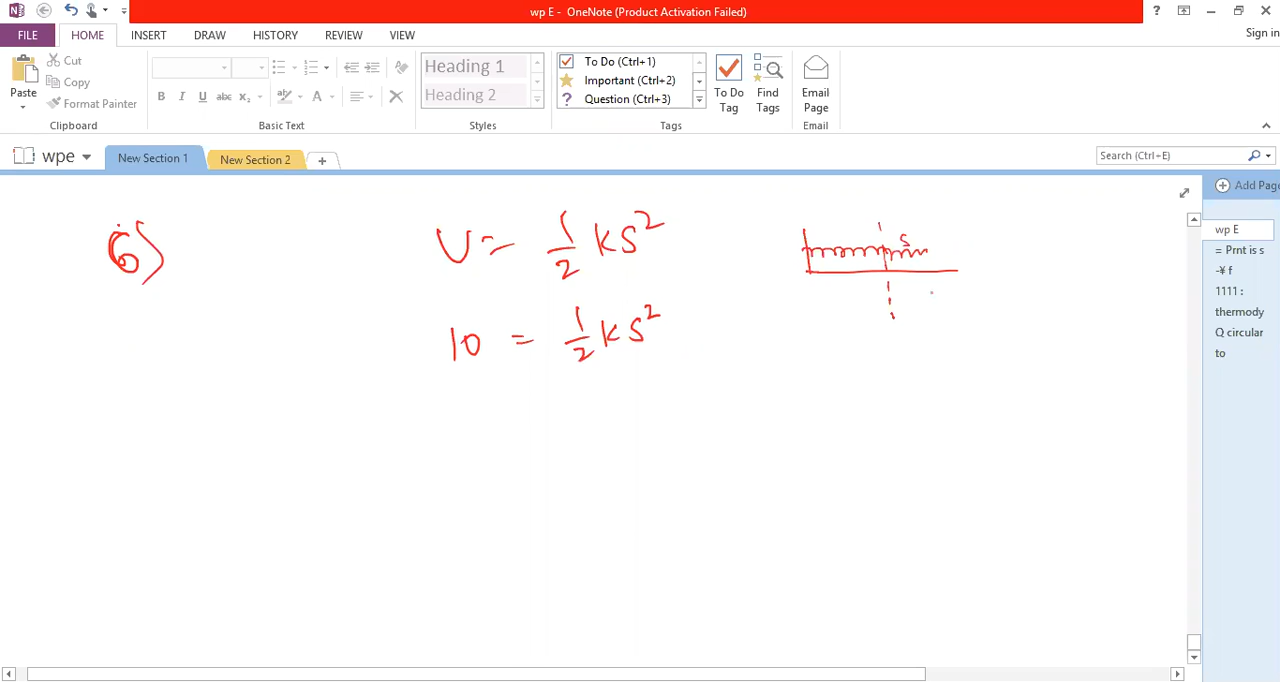 wp E - OneNote (Product Activation Failed)
?
FILE HOME INSERT DRAW HISTORY REVIEW VIEW
Sign in
Paste
Cut
Copy
Format Painter
Clipboard
B I U abc X₂ A
Basic Text
Heading 1
Heading 2
Styles
To Do (Ctrl+1)
Important (Ctrl+2)
? Question (Ctrl+3)
To Do Tag
Find Tags
Tags
Email Page
Email
wpe
New Section 1
New Section 2
+
Search (Ctrl+E)
Add Page
wp E
= Prnt is s
-¥ f
1111 :
thermody
Q circular
to
6)
U = 1/2 KS²
S
10 = 1/2 KS²